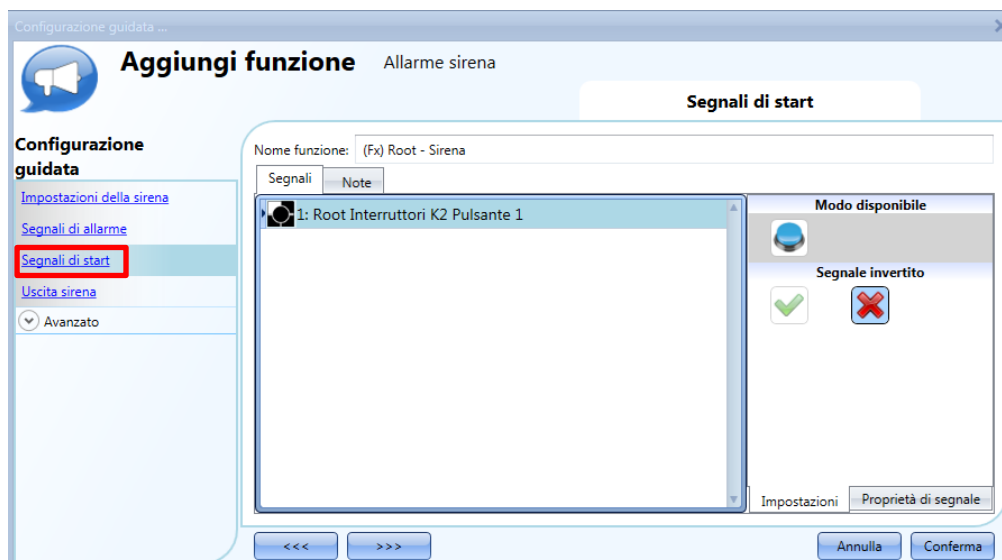 Configurazione guidata ...
Aggiungi funzione Allarme sirena
Segnali di start
Configurazione
guidata
Impostazioni della sirena
Segnali di allarme
Segnali di start
Uscita sirena
Avanzato
Nome funzione: (Fx) Root - Sirena
Segnali Note
1: Root Interruttori K2 Pulsante 1
Modo disponibile
Segnale invertito
Impostazioni Proprietà di segnale
<<< >>> Annulla Conferma